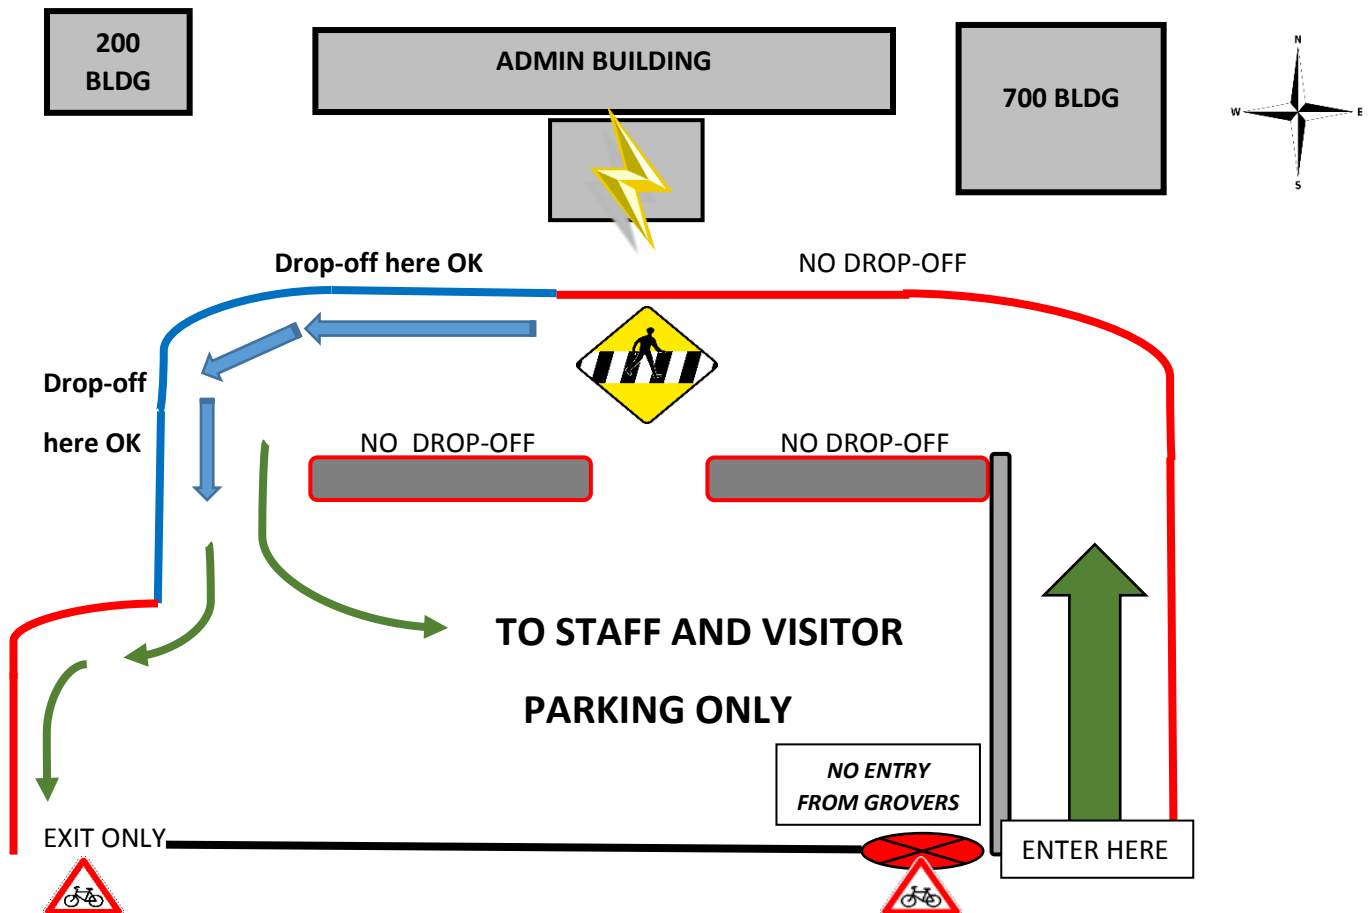 200
BLDG
ADMIN BUILDING
700 BLDG
N
W E
S
Drop-off here OK
NO DROP-OFF
Drop-off
here OK
NO DROP-OFF
NO DROP-OFF
TO STAFF AND VISITOR
PARKING ONLY
NO ENTRY
FROM GROVERS
EXIT ONLY
ENTER HERE